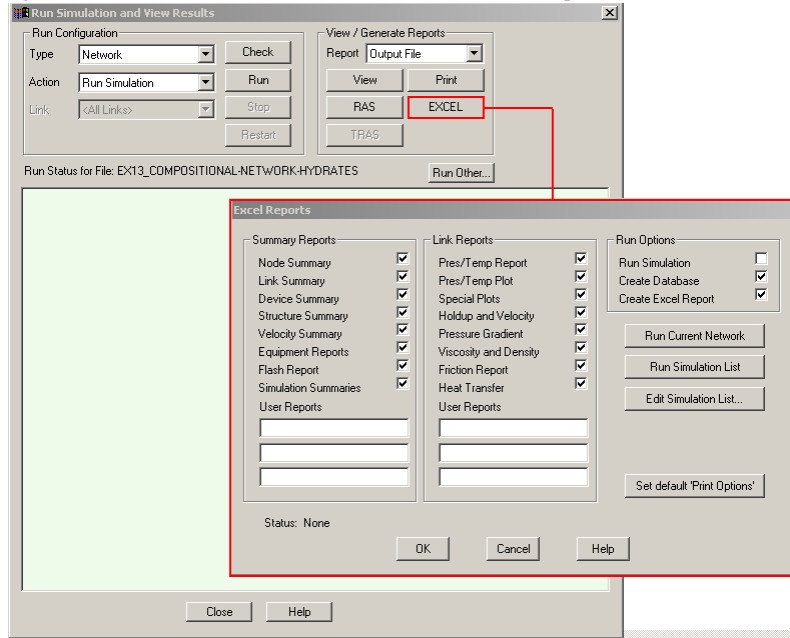 Run Simulation and View Results
Run Configuration
Type Network Check
Action Run Simulation Run
Link <All Links> Stop
Restart
View / Generate Reports
Report Output File
View Print
RAS EXCEL
TRAS
Run Status for File: EX13_COMPOSITIONAL-NETWORK-HYDRATES Run Other...
Excel Reports
Summary Reports
Node Summary
Link Summary
Device Summary
Structure Summary
Velocity Summary
Equipment Reports
Flash Report
Simulation Summaries
User Reports
Link Reports
Pres/Temp Report
Pres/Temp Plot
Special Plots
Holdup and Velocity
Pressure Gradient
Viscosity and Density
Friction Report
Heat Transfer
User Reports
Run Options
Run Simulation
Create Database
Create Excel Report
Run Current Network
Run Simulation List
Edit Simulation List...
Set default 'Print Options'
Status: None
OK Cancel Help
Close Help